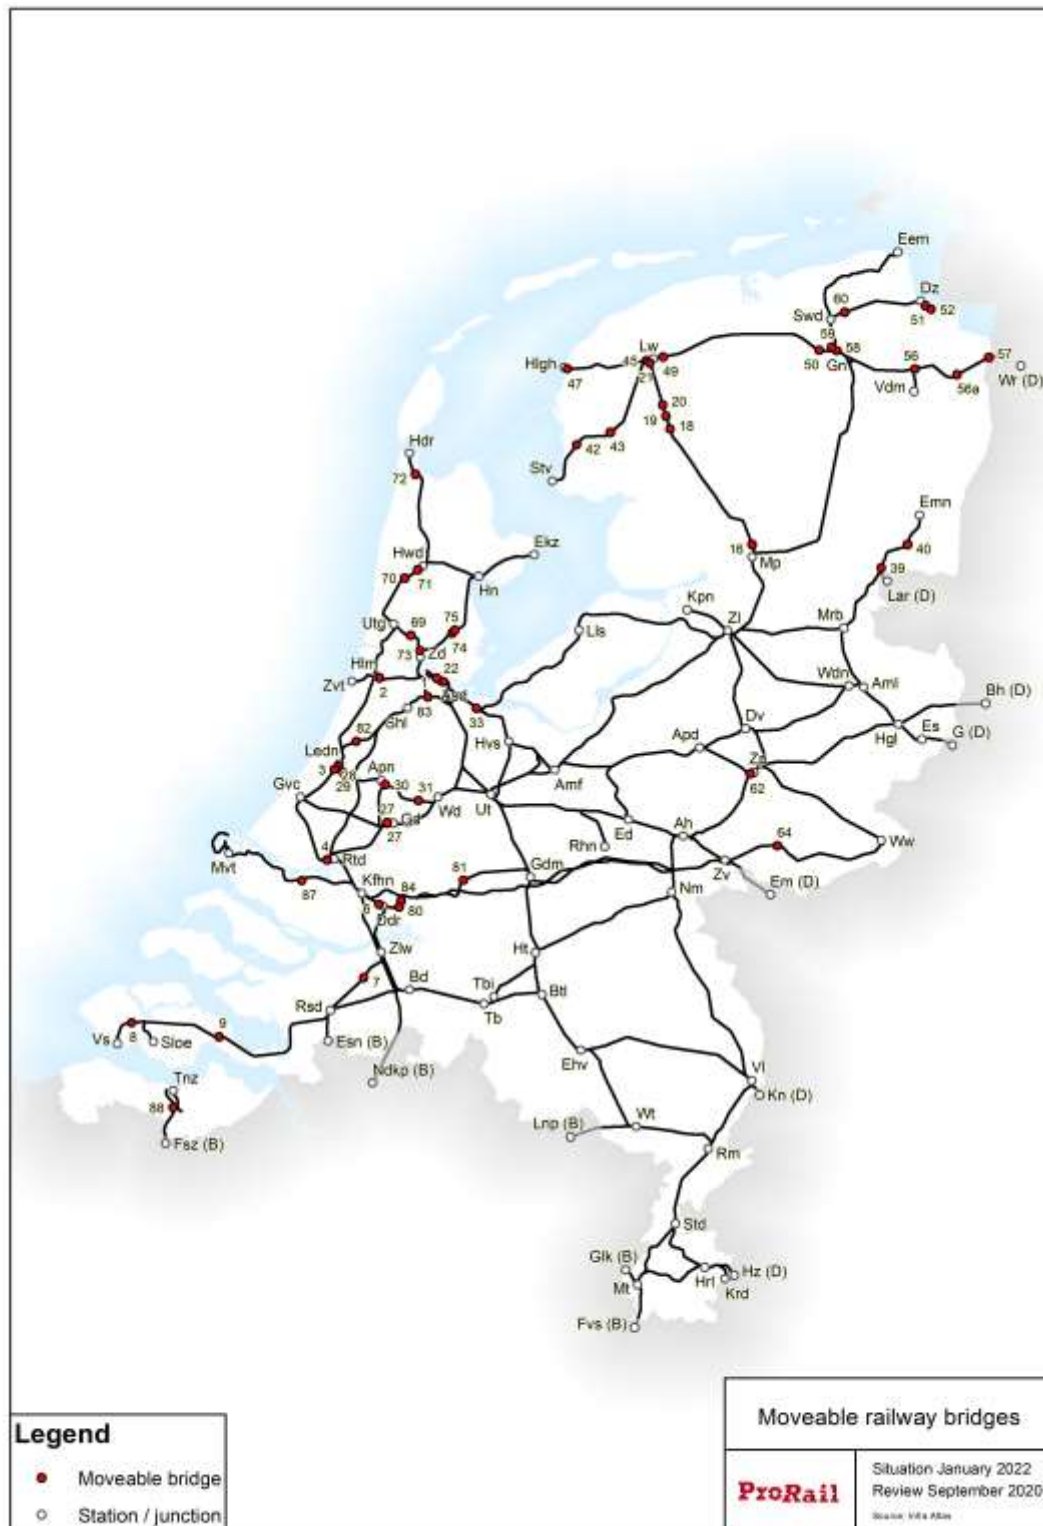 Eem
Dz
60
51
52
Swd
59
58
50
Gn
Lw
49
Hlgh
47
21
56
57
Wr (D)
Vdm
56a
20
19
18
43
42
Stv
Hdr
72
Emn
Ekz
Hwd
70
71
Hn
16
Mp
40
39
Lar (D)
Kpn
Zl
Mrb
Utg
69
75
74
Lls
73
Zd
Hlm
22
Zvt
2
83
33
Wdn
Aml
Bh (D)
Shl
82
Hvs
Dv
Apd
Hgl
Es
G (D)
Ledn
3
28
29
Apn
30
31
Zp
62
Gvc
Wd
Ut
Amf
27
Gd
27
Ed
Ah
64
Ww
4
Rtd
Rhn
Mvt
Gdm
Zv
Em (D)
87
Kfhn
84
81
Nm
6
Ddr
80
Zlw
Ht
7
Bd
Tbi
Btl
Rsd
Tb
Vs
8
Sloe
9
Esn (B)
Ehv
Ndkp (B)
Vl
Kn (D)
Tnz
88
Fsz (B)
Lnp (B)
Wt
Rm
Std
Glk (B)
Mt
Hrl
Hz (D)
Krd
Fvs (B)
Legend
Moveable bridge
Station / junction
Moveable railway bridges
ProRail
Situation January 2022
Review September 2020
Source: Infra Atlas